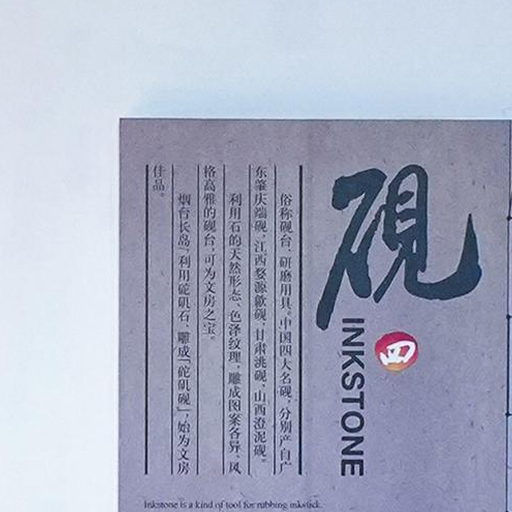 砚
INKSTONE
四
俗称砚台，研磨用具。中国四大名砚，分别产自广
东肇庆端砚、江西婺源歙砚、甘肃洮砚、山西澄泥砚。
利用石的天然形态、色泽纹理，雕成图案各异、风
格高雅的砚台，可为文房之宝。
烟台长岛，利用砣矶石，雕成“砣矶砚”，始为文房
佳品。
Inkstone is a kind of tool for rubbing inkstick.